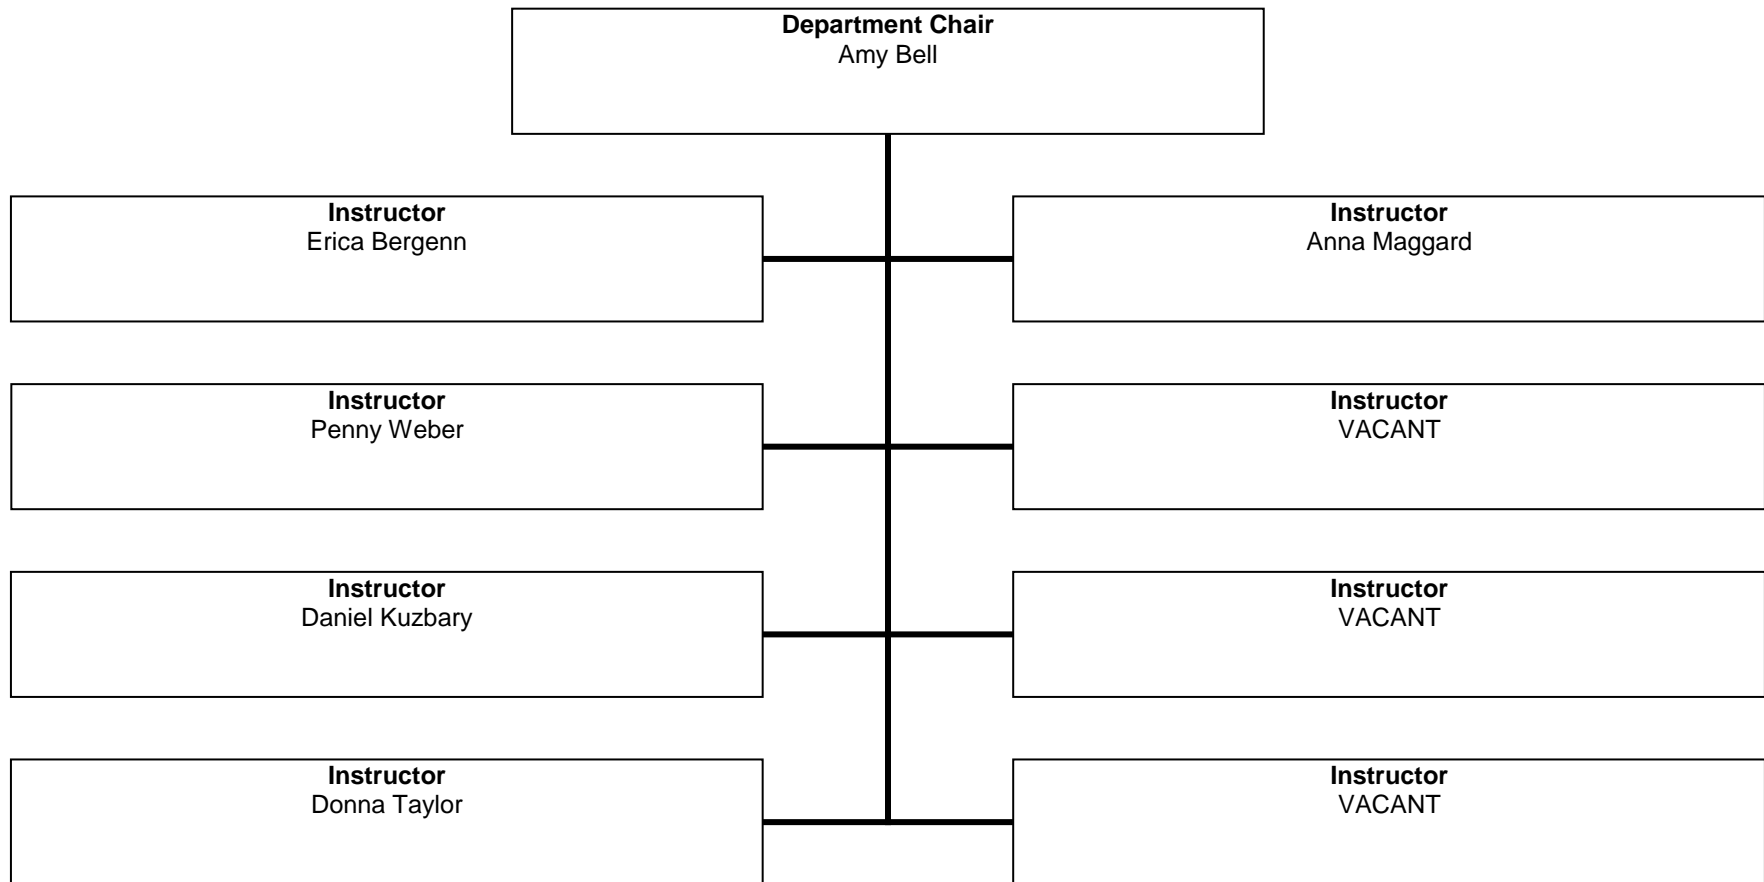 Department Chair
Amy Bell
Instructor
Erica Bergenn
Instructor
Anna Maggard
Instructor
Penny Weber
Instructor
VACANT
Instructor
Daniel Kuzbary
Instructor
VACANT
Instructor
Donna Taylor
Instructor
VACANT